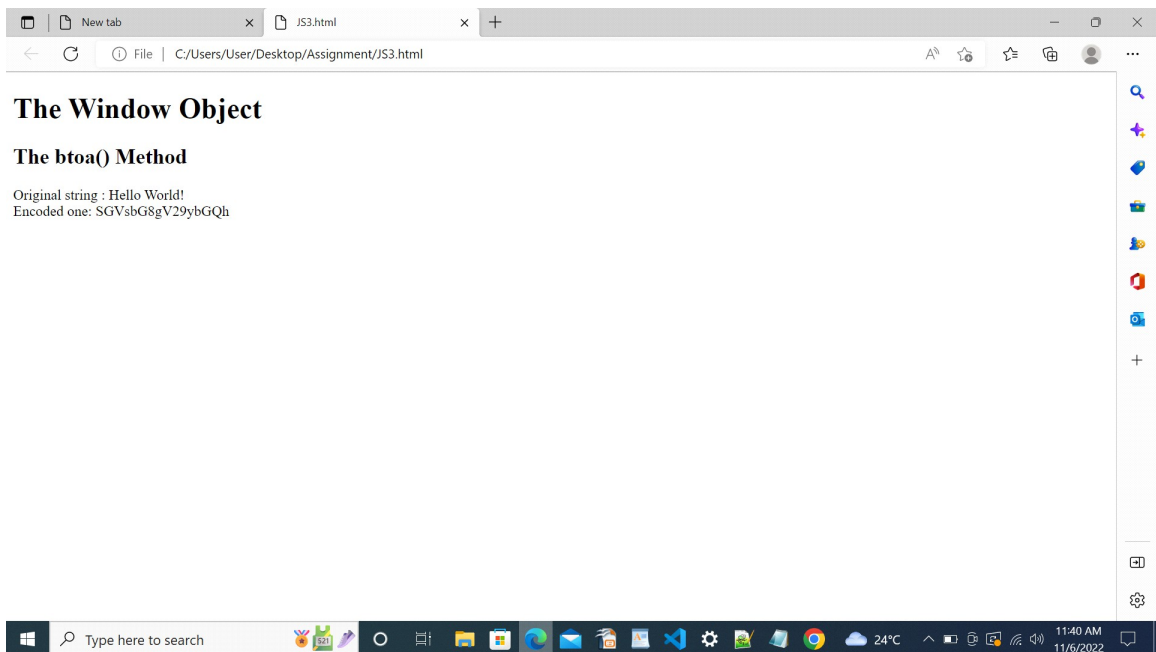 New tab
JS3.html
File
C:/Users/User/Desktop/Assignment/JS3.html
The Window Object
The btoa() Method
Original string : Hello World!
Encoded one: SGVsbG8gV29ybGQh
Type here to search
521
24°C
11:40 AM
11/6/2022